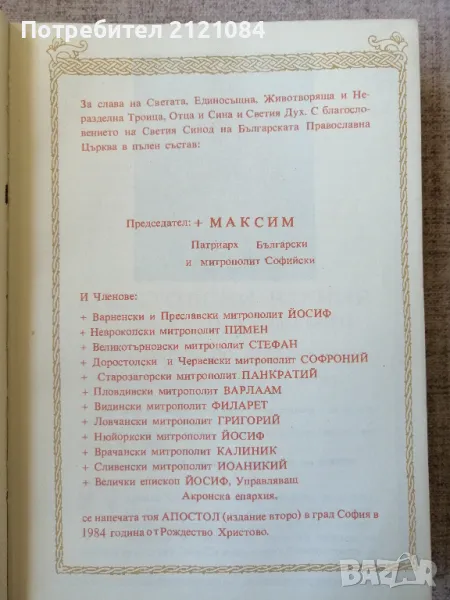 Потребител 2121084
За слава на Светата, Единосъщна, Животворяща и Не-
разделна Троица, Отца и Сина и Светия Дух. С благосло-
вението на Светия Синод на Българската Православна
Църква в пълен състав:
Председател: + МАКСИМ
Патриарх Български
и митрополит Софийски
И Членове:
+ Варненски и Преславски митрополит ЙОСИФ
+ Неврокопски митрополит ПИМЕН
+ Великотърновски митрополит СТЕФАН
+ Доростолски и Червенски митрополит СОФРОНИЙ
+ Старозагорски митрополит ПАНКРАТИЙ
+ Пловдивски митрополит ВАРЛААМ
+ Видински митрополит ФИЛАРЕТ
+ Ловчански митрополит ГРИГОРИЙ
+ Нюйоркски митрополит ЙОСИФ
+ Врачански митрополит КАЛИНИК
+ Сливенски митрополит ИОАНИКИЙ
+ Велички епископ ЙОСИФ, Управляващ
Акронска епархия.
се напечата тоя АПОСТОЛ (издание второ) в град София в
1984 година от Рождество Христово.
БАЗАР.bg